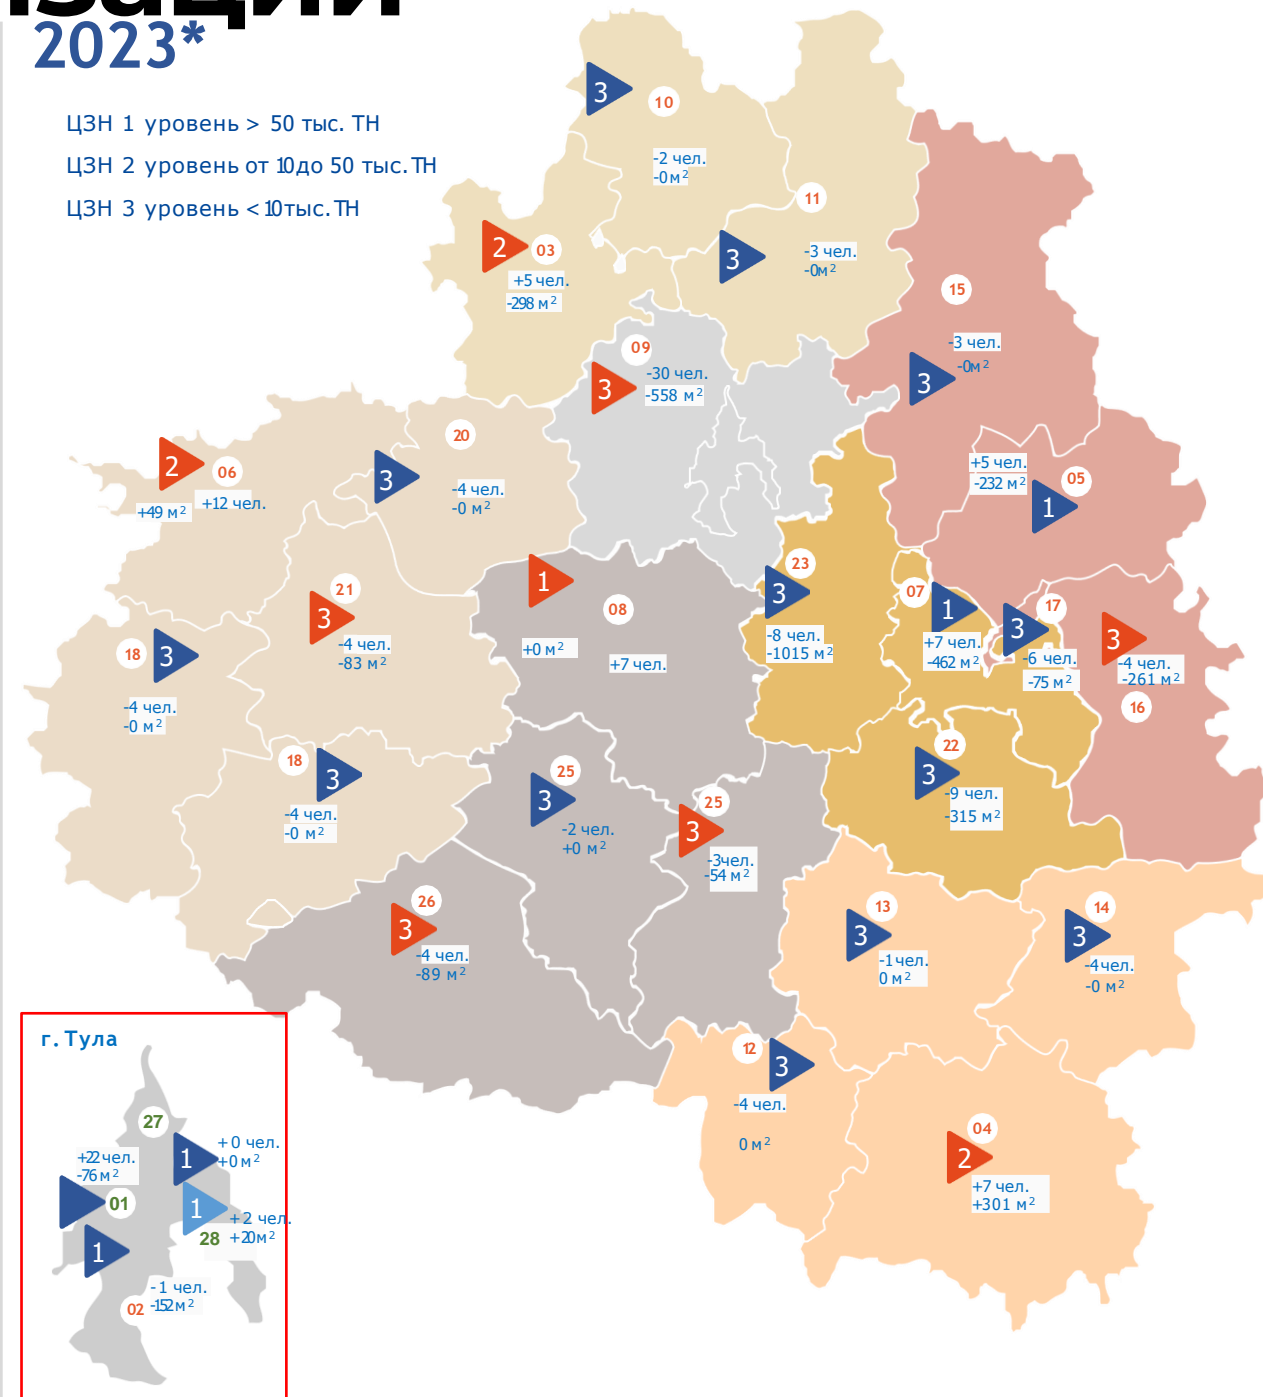 изации
2023*
ЦЗН 1 уровень > 50 тыс. ТН
ЦЗН 2 уровень от 10 до 50 тыс. ТН
ЦЗН 3 уровень < 10 тыс. ТН
3
10
-2 чел.
-0 м²
11
3
-3 чел.
-0м²
2
03
+5 чел.
-298 м²
15
-3 чел.
-0м²
3
09
3
-30 чел.
-558 м²
20
3
-4 чел.
-0 м²
2
06
+49 м²
+12 чел.
+5 чел.
-232 м²
05
1
23
3
-8 чел.
-1015 м²
07
1
+7 чел.
-462 м²
17
3
-6 чел.
-75 м²
3
-4 чел.
-261 м²
16
1
08
+0 м²
+7 чел.
21
3
-4 чел.
-83 м²
18
3
-4 чел.
-0 м²
18
3
-4 чел.
-0 м²
25
3
-2 чел.
+0 м²
25
3
-3чел.
-54 м²
22
3
-9 чел.
-315 м²
26
3
-4 чел.
-89 м²
13
3
-1 чел.
0 м²
14
3
-4чел.
-0 м²
12
3
-4 чел.
0 м²
04
2
+7 чел.
+301 м²
г. Тула
27
1
+ 0 чел.
+0 м²
+22 чел.
-76 м²
01
1
+ 2 чел.
+20 м²
28
1
- 1 чел.
-152 м²
02